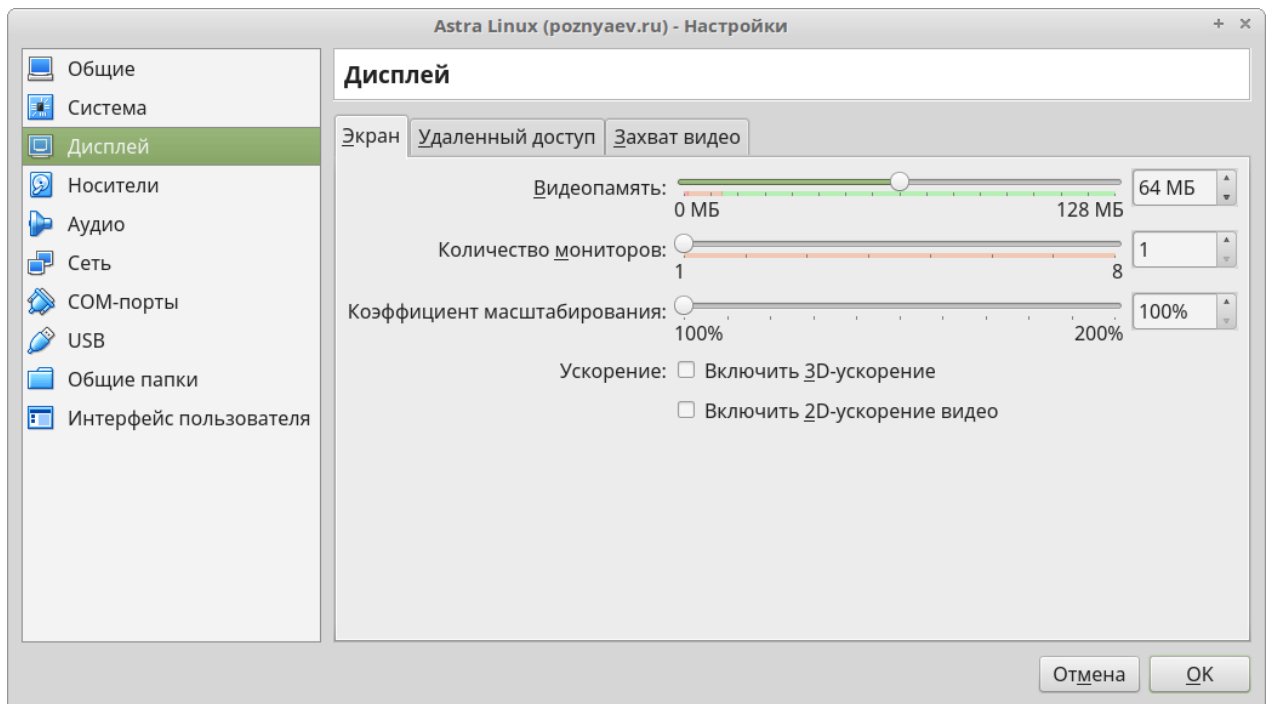 Astra Linux (poznyaev.ru) - Настройки
Общие
Система
Дисплей
Носители
Аудио
Сеть
COM-порты
USB
Общие папки
Интерфейс пользователя
Дисплей
Экран Удаленный доступ Захват видео
Видеопамять: 64 МБ
0 МБ 128 МБ
Количество мониторов: 1
1 8
Коэффициент масштабирования: 100%
100% 200%
Ускорение: Включить 3D-ускорение
Включить 2D-ускорение видео
Отмена OK